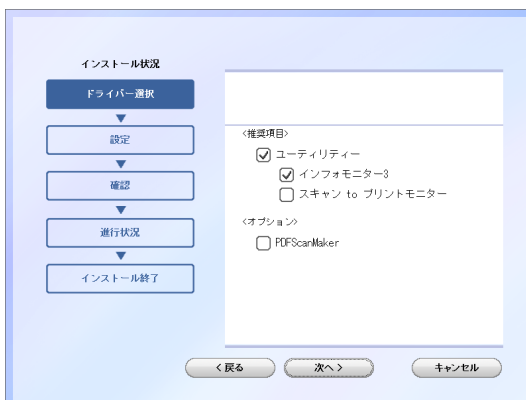 インストール状況
ドライバー選択
設定
確認
進行状況
インストール終了
<推奨項目>
ユーティリティー
インフォモニター3
スキャン to プリントモニター
<オプション>
PDFScanMaker
< 戻る
次へ >
キャンセル